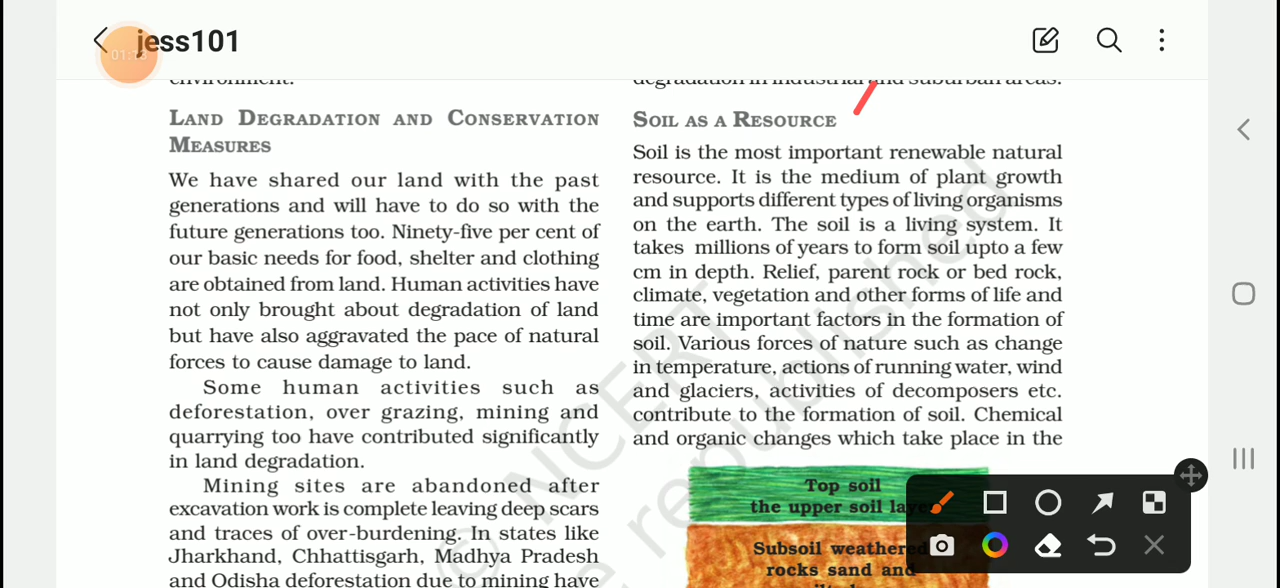 jess101
environment.
LAND DEGRADATION AND CONSERVATION
MEASURES
We have shared our land with the past
generations and will have to do so with the
future generations too. Ninety-five per cent of
our basic needs for food, shelter and clothing
are obtained from land. Human activities have
not only brought about degradation of land
but have also aggravated the pace of natural
forces to cause damage to land.
Some human activities such as
deforestation, over grazing, mining and
quarrying too have contributed significantly
in land degradation.
Mining sites are abandoned after
excavation work is complete leaving deep scars
and traces of over-burdening. In states like
Jharkhand, Chhattisgarh, Madhya Pradesh
and Odisha deforestation due to mining have
degradation in industrial and suburban areas.
SOIL AS A RESOURCE
Soil is the most important renewable natural
resource. It is the medium of plant growth
and supports different types of living organisms
on the earth. The soil is a living system. It
takes millions of years to form soil upto a few
cm in depth. Relief, parent rock or bed rock,
climate, vegetation and other forms of life and
time are important factors in the formation of
soil. Various forces of nature such as change
in temperature, actions of running water, wind
and glaciers, activities of decomposers etc.
contribute to the formation of soil. Chemical
and organic changes which take place in the
Top soil
the upper soil
Subsoil weathered
rocks sand and
© NCERT
republished